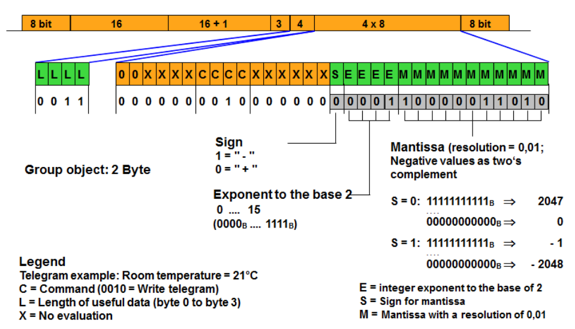 8 bit 16 16 + 1 3 4 4 x 8 8 bit
L L L L 0 0 X X X X C C C C X X X X X X S E E E E M M M M M M M M M M M
0 0 1 1 0 0 0 0 0 0 0 0 1 0 0 0 0 0 0 0 0 0 0 0 1 1 0 0 0 0 0 1 1 0 1 0
Sign
1 = " - "
0 = " + "
Group object: 2 Byte
Exponent to the base 2
0 .... 15
(0000B .... 1111B)
Mantissa (resolution = 0,01;
Negative values as two's
complement
S = 0: 11111111111B ⇒ 2047
....
00000000000B ⇒ 0
S = 1: 11111111111B ⇒ - 1
....
00000000000B ⇒ - 2048
Legend
Telegram example: Room temperature = 21°C
C = Command (0010 = Write telegram)
L = Length of useful data (byte 0 to byte 3)
X = No evaluation
E = integer exponent to the base of 2
S = Sign for mantissa
M = Mantissa with a resolution of 0,01